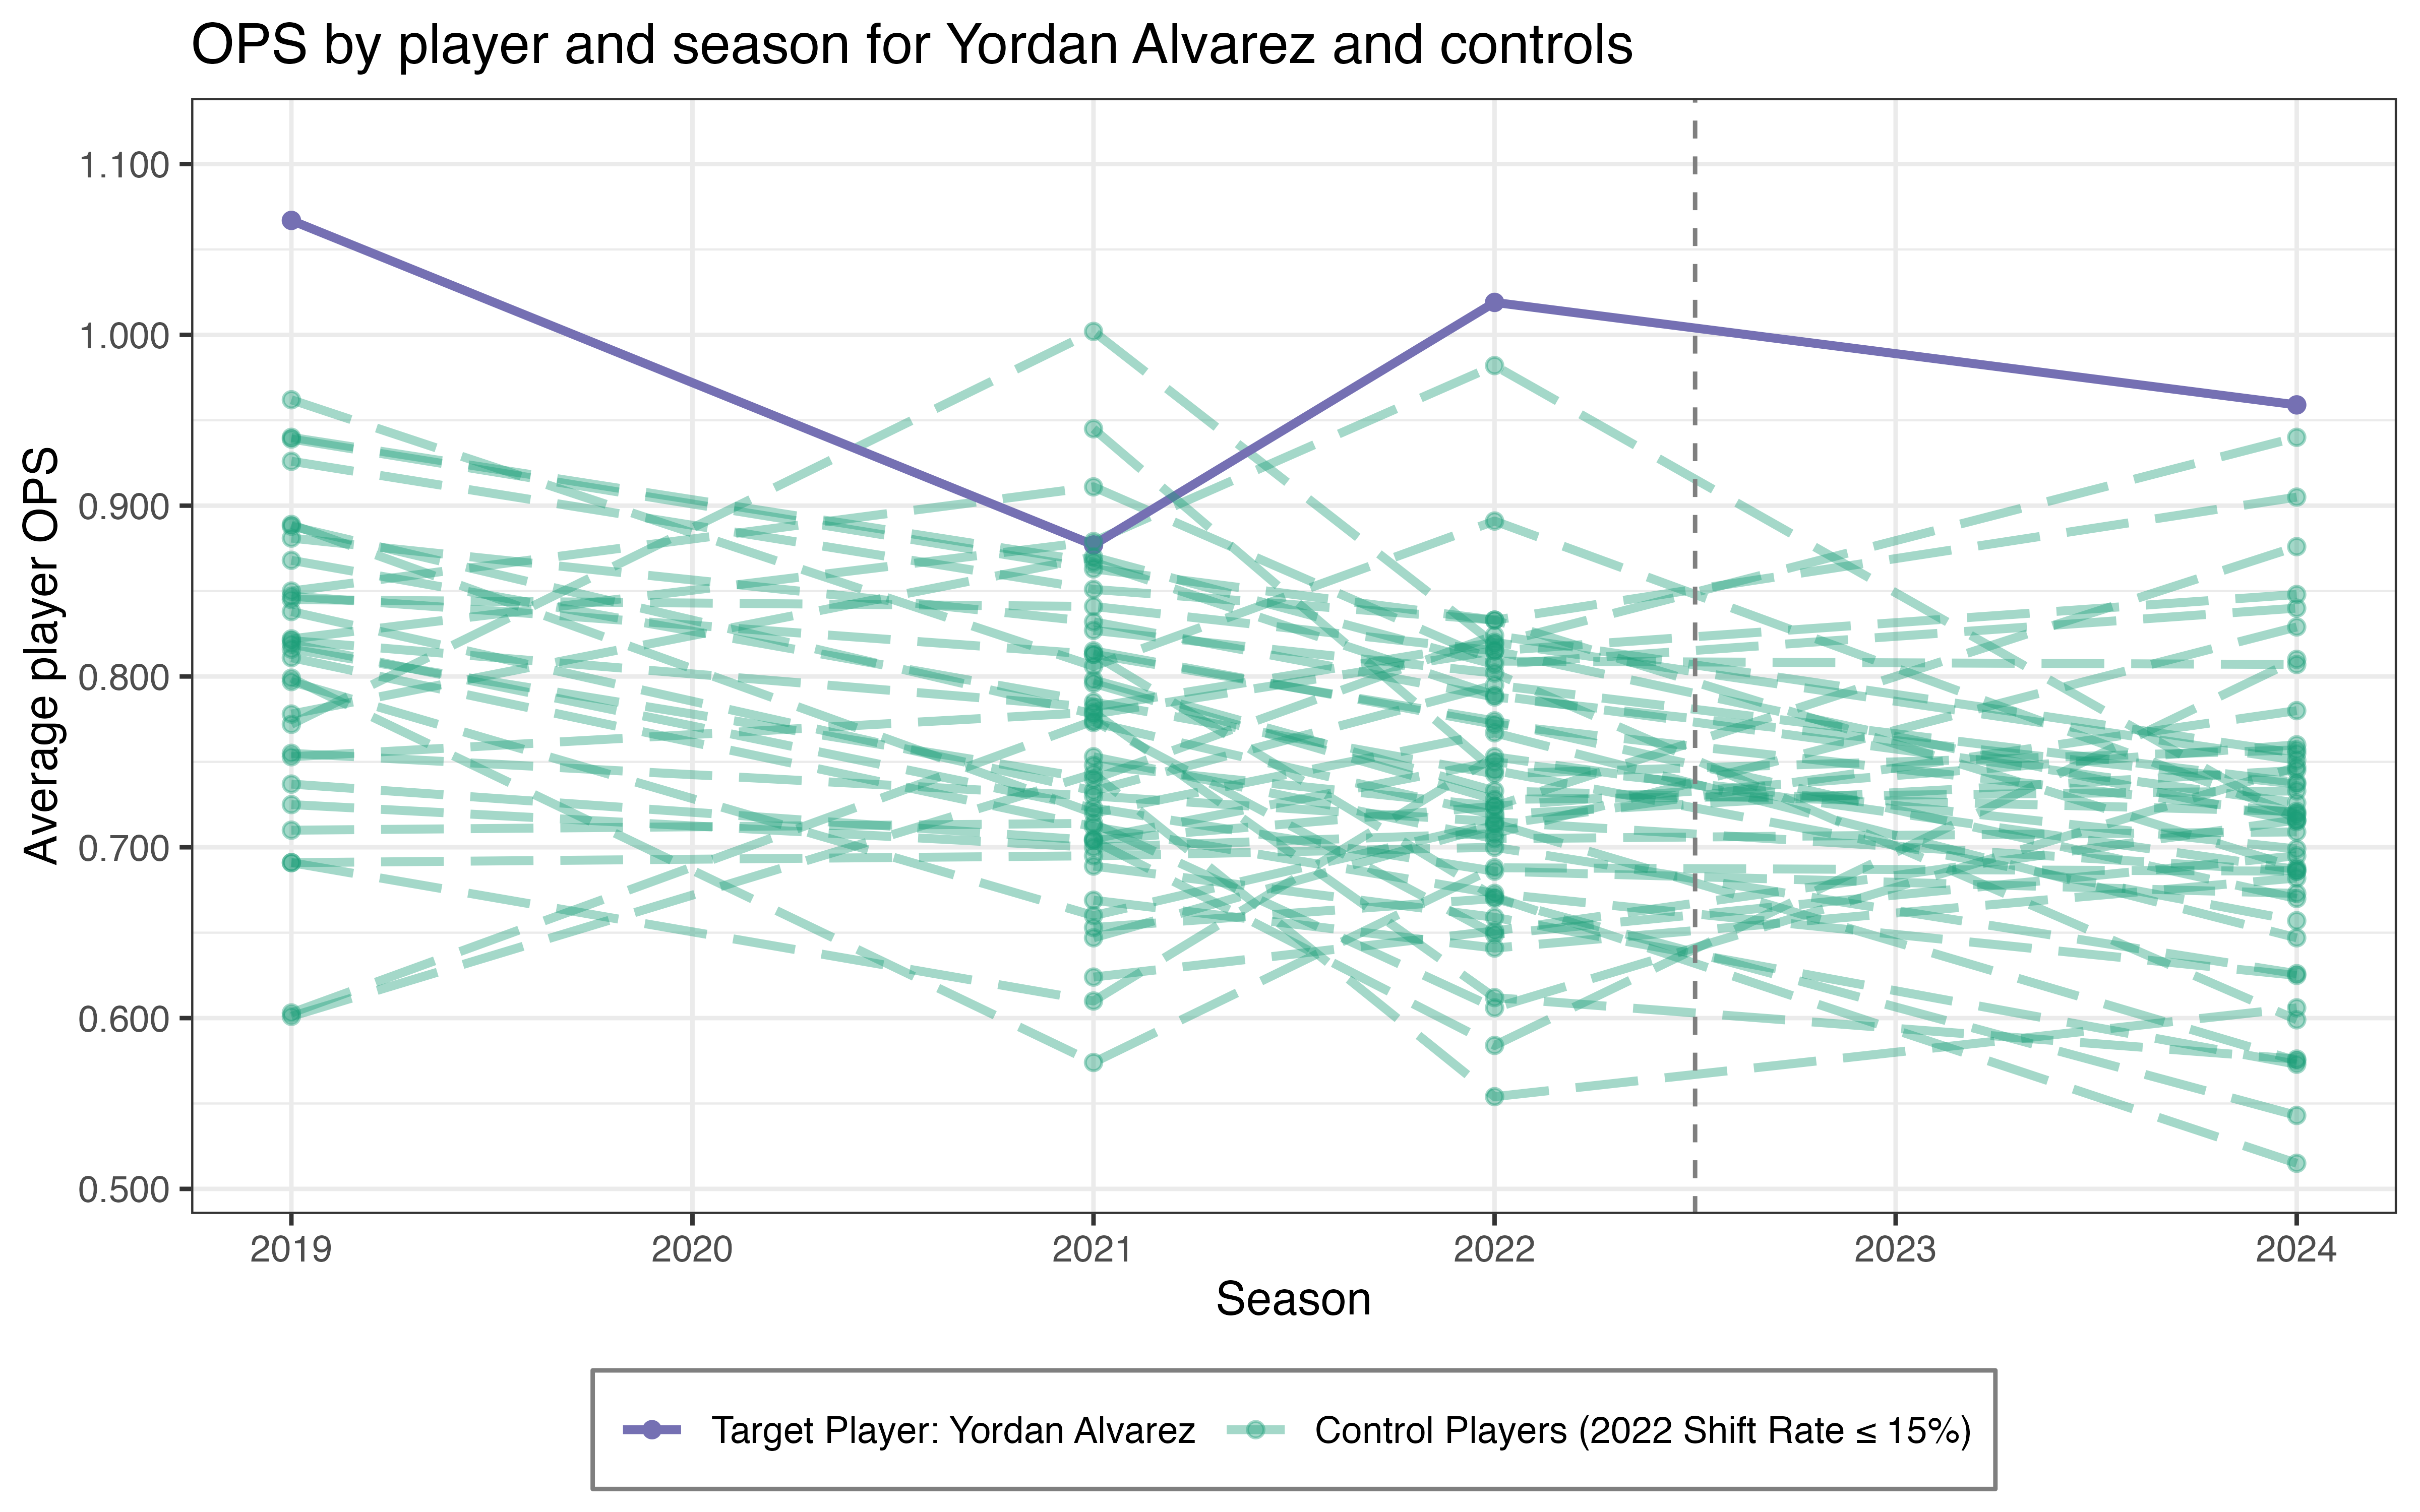 OPS by player and season for Yordan Alvarez and controls
Average player OPS
1.100
1.000
0.900
0.800
0.700
0.600
0.500
2019 2020 2021 2022 2023 2024
Season
Target Player: Yordan Alvarez Control Players (2022 Shift Rate ≤ 15%)